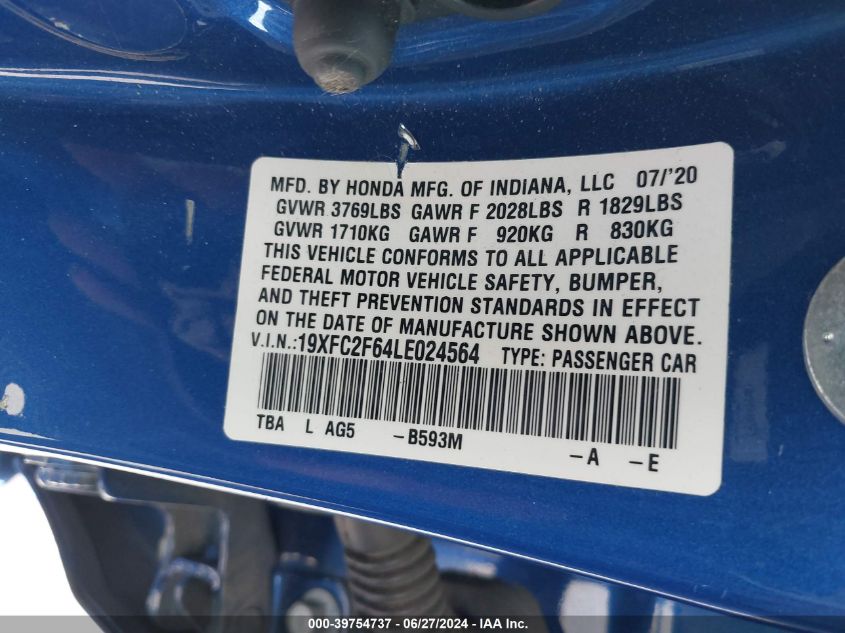 MFD. BY HONDA MFG. OF INDIANA, LLC 07/'20
GVWR 3769LBS GAWR F 2028LBS R 1829LBS
GVWR 1710KG GAWR F 920KG R 830KG
THIS VEHICLE CONFORMS TO ALL APPLICABLE
FEDERAL MOTOR VEHICLE SAFETY, BUMPER,
AND THEFT PREVENTION STANDARDS IN EFFECT
ON THE DATE OF MANUFACTURE SHOWN ABOVE.
V.I.N.:19XFC2F64LE024564 TYPE: PASSENGER CAR
TBA L AG5 -B593M -A -E
000-39754737 - 06/27/2024 - IAA Inc.